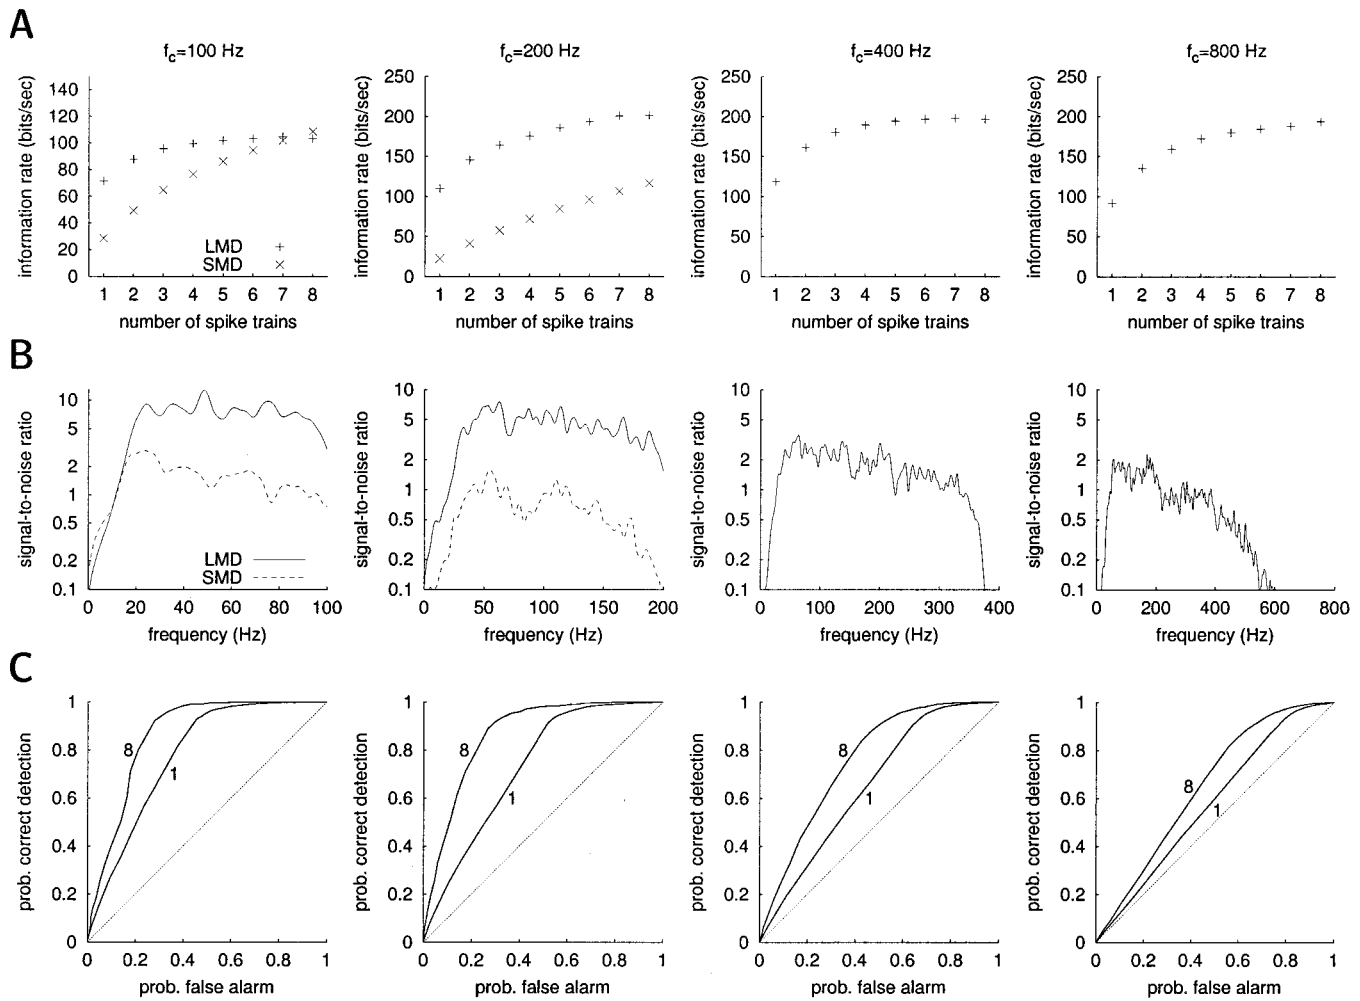 A
f_c=100 Hz
f_c=200 Hz
f_c=400 Hz
f_c=800 Hz
information rate (bits/sec)
140
120
100
80
60
40
20
0
LMD
SMD
1 2 3 4 5 6 7 8
number of spike trains
information rate (bits/sec)
250
200
150
100
50
0
1 2 3 4 5 6 7 8
number of spike trains
information rate (bits/sec)
250
200
150
100
50
0
1 2 3 4 5 6 7 8
number of spike trains
information rate (bits/sec)
250
200
150
100
50
0
1 2 3 4 5 6 7 8
number of spike trains
B
signal-to-noise ratio
10
5
2
1
0.5
0.2
0.1
LMD
SMD
0 20 40 60 80 100
frequency (Hz)
signal-to-noise ratio
10
5
2
1
0.5
0.2
0.1
0 50 100 150 200
frequency (Hz)
signal-to-noise ratio
10
5
2
1
0.5
0.2
0.1
0 100 200 300 400
frequency (Hz)
signal-to-noise ratio
10
5
2
1
0.5
0.2
0.1
0 200 400 600 800
frequency (Hz)
C
prob. correct detection
1
0.8
0.6
0.4
0.2
0
8
1
0 0.2 0.4 0.6 0.8 1
prob. false alarm
prob. correct detection
1
0.8
0.6
0.4
0.2
0
8
1
0 0.2 0.4 0.6 0.8 1
prob. false alarm
prob. correct detection
1
0.8
0.6
0.4
0.2
0
8
1
0 0.2 0.4 0.6 0.8 1
prob. false alarm
prob. correct detection
1
0.8
0.6
0.4
0.2
0
8
1
0 0.2 0.4 0.6 0.8 1
prob. false alarm